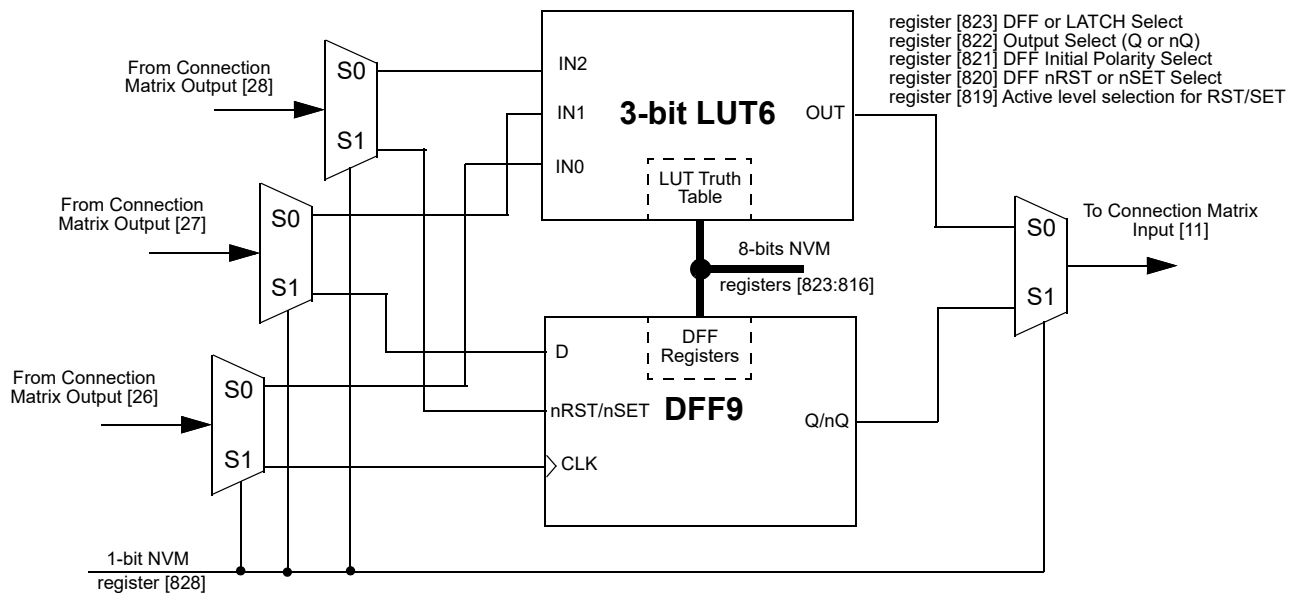 register [823] DFF or LATCH Select
register [822] Output Select (Q or nQ)
register [821] DFF Initial Polarity Select
register [820] DFF nRST or nSET Select
register [819] Active level selection for RST/SET
From Connection
Matrix Output [28]
S0
S1
IN2
IN1
IN0
3-bit LUT6
OUT
LUT Truth
Table
From Connection
Matrix Output [27]
S0
S1
8-bits NVM
registers [823:816]
To Connection Matrix
Input [11]
S0
S1
From Connection
Matrix Output [26]
S0
S1
DFF
Registers
D
nRST/nSET
DFF9
Q/nQ
CLK
1-bit NVM
register [828]